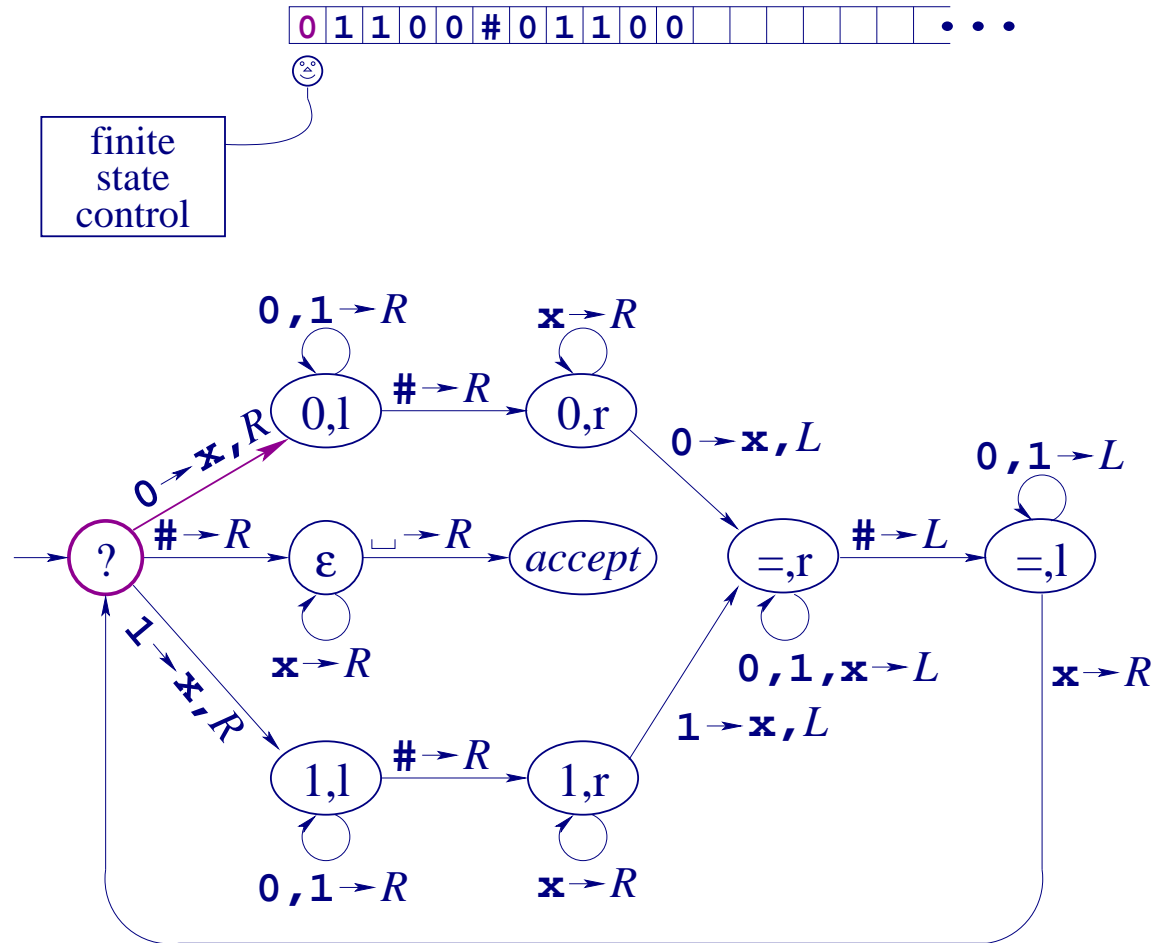 0 1 1 0 0 # 0 1 1 0 0 • • •
finite
state
control
0,1→R x→R
0,l #→R 0,r
0→x,R 0→x,L 0,1→L
? #→R ε ␣→R accept =,r #→L =,l
1→x,R x→R 0,1,x→L x→R
1→x,L
1,l #→R 1,r
0,1→R x→R